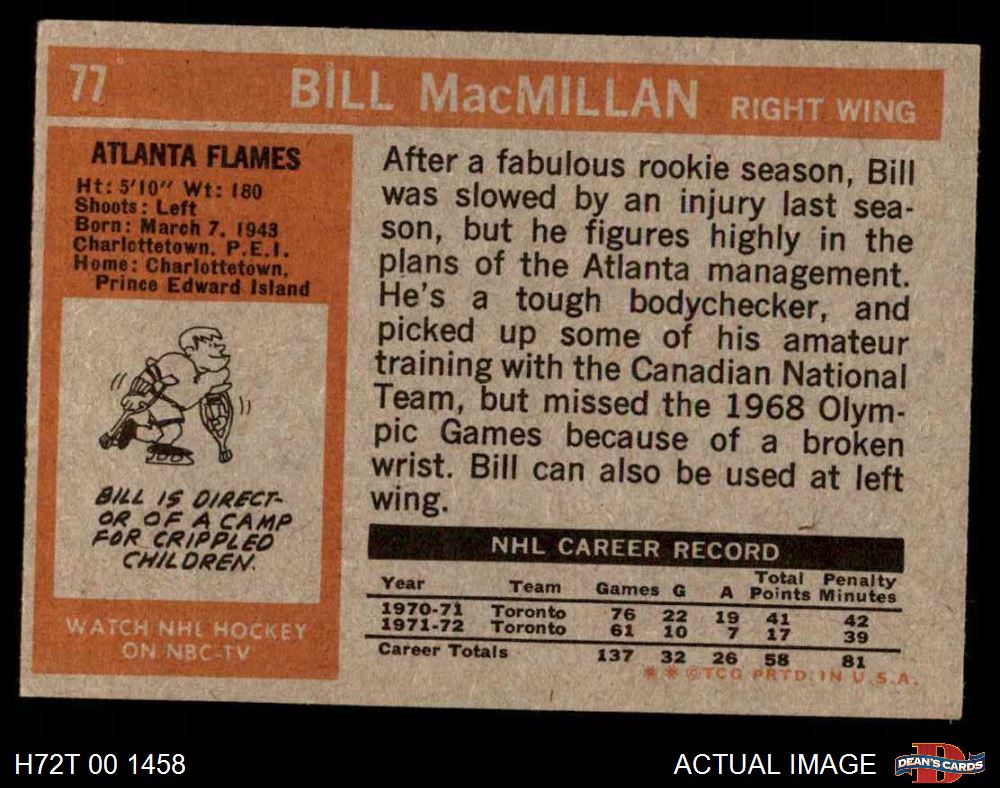 77 BILL MacMILLAN RIGHT WING
ATLANTA FLAMES
Ht: 5'10" Wt: 180
Shoots: Left
Born: March 7, 1943
Charlottetown, P.E.I.
Home: Charlottetown,
Prince Edward Island
BILL IS DIRECT-
OR OF A CAMP
FOR CRIPPLED
CHILDREN.
WATCH NHL HOCKEY
ON NBC-TV
After a fabulous rookie season, Bill
was slowed by an injury last sea-
son, but he figures highly in the
plans of the Atlanta management.
He's a tough bodychecker, and
picked up some of his amateur
training with the Canadian National
Team, but missed the 1968 Olym-
pic Games because of a broken
wrist. Bill can also be used at left
wing.
NHL CAREER RECORD
Year Team Games G A Total Points Penalty Minutes
1970-71 Toronto 76 22 19 41 42
1971-72 Toronto 61 10 7 17 39
Career Totals 137 32 26 58 81
* * © TCG PRTD. IN U.S.A.
H72T 00 1458
ACTUAL IMAGE
DEAN'S CARDS